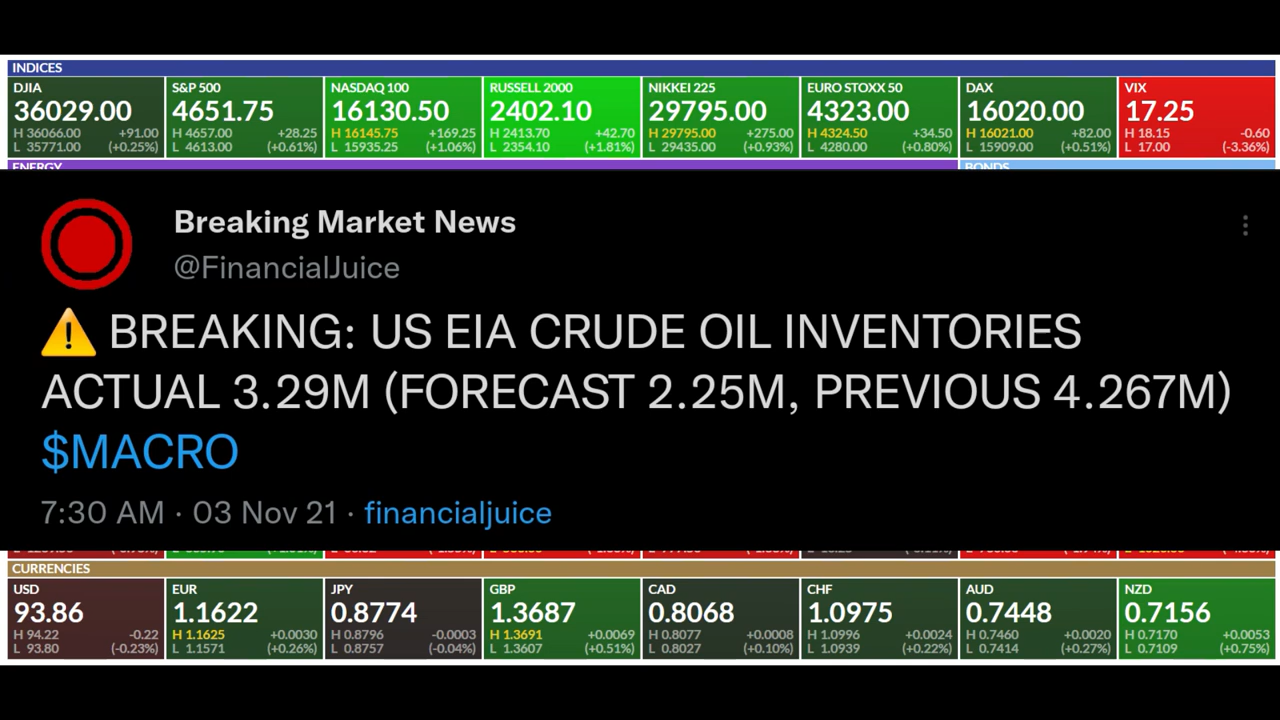 INDICES
DJIA S&P 500 NASDAQ 100 RUSSELL 2000 NIKKEI 225 EURO STOXX 50 DAX VIX
36029.00 4651.75 16130.50 2402.10 29795.00 4323.00 16020.00 17.25
H 36066.00 +91.00 H 4657.00 +28.25 H 16145.75 +169.25 H 2413.70 +42.70 H 29795.00 +275.00 H 4324.50 +34.50 H 16021.00 +82.00 H 18.15 -0.60
L 35771.00 (+0.25%) L 4613.00 (+0.61%) L 15935.25 (+1.06%) L 2354.10 (+1.81%) L 29435.00 (+0.93%) L 4280.00 (+0.80%) L 15909.00 (+0.51%) L 17.00 (-3.36%)
ENERGY BONDS
Breaking Market News
@FinancialJuice
⚠️ BREAKING: US EIA CRUDE OIL INVENTORIES
ACTUAL 3.29M (FORECAST 2.25M, PREVIOUS 4.267M)
$MACRO
7:30 AM · 03 Nov 21 · financialjuice
CURRENCIES
USD EUR JPY GBP CAD CHF AUD NZD
93.86 1.1622 0.8774 1.3687 0.8068 1.0975 0.7448 0.7156
H 94.22 -0.22 H 1.1625 +0.0030 H 0.8796 -0.0003 H 1.3691 +0.0069 H 0.8077 +0.0008 H 1.0996 +0.0024 H 0.7460 +0.0020 H 0.7170 +0.0053
L 93.80 (-0.23%) L 1.1571 (+0.26%) L 0.8757 (-0.04%) L 1.3607 (+0.51%) L 0.8027 (+0.10%) L 1.0939 (+0.22%) L 0.7414 (+0.27%) L 0.7109 (+0.75%)